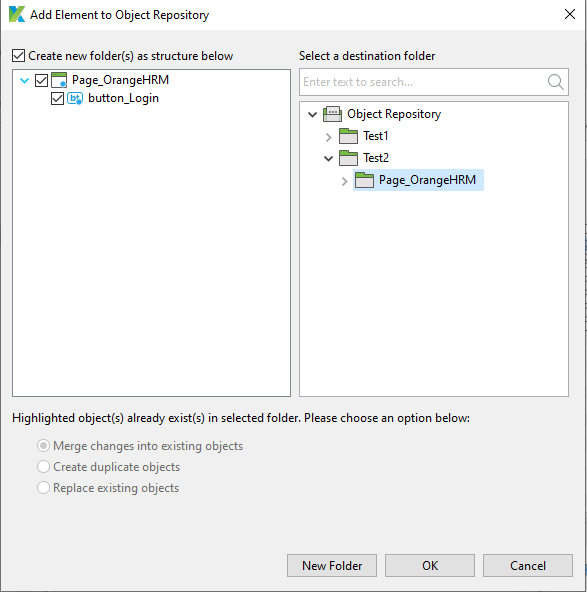 Add Element to Object Repository
Create new folder(s) as structure below
Page_OrangeHRM
button_Login
Select a destination folder
Enter text to search...
Object Repository
Test1
Test2
Page_OrangeHRM
Highlighted object(s) already exist(s) in selected folder. Please choose an option below:
Merge changes into existing objects
Create duplicate objects
Replace existing objects
New Folder
OK
Cancel